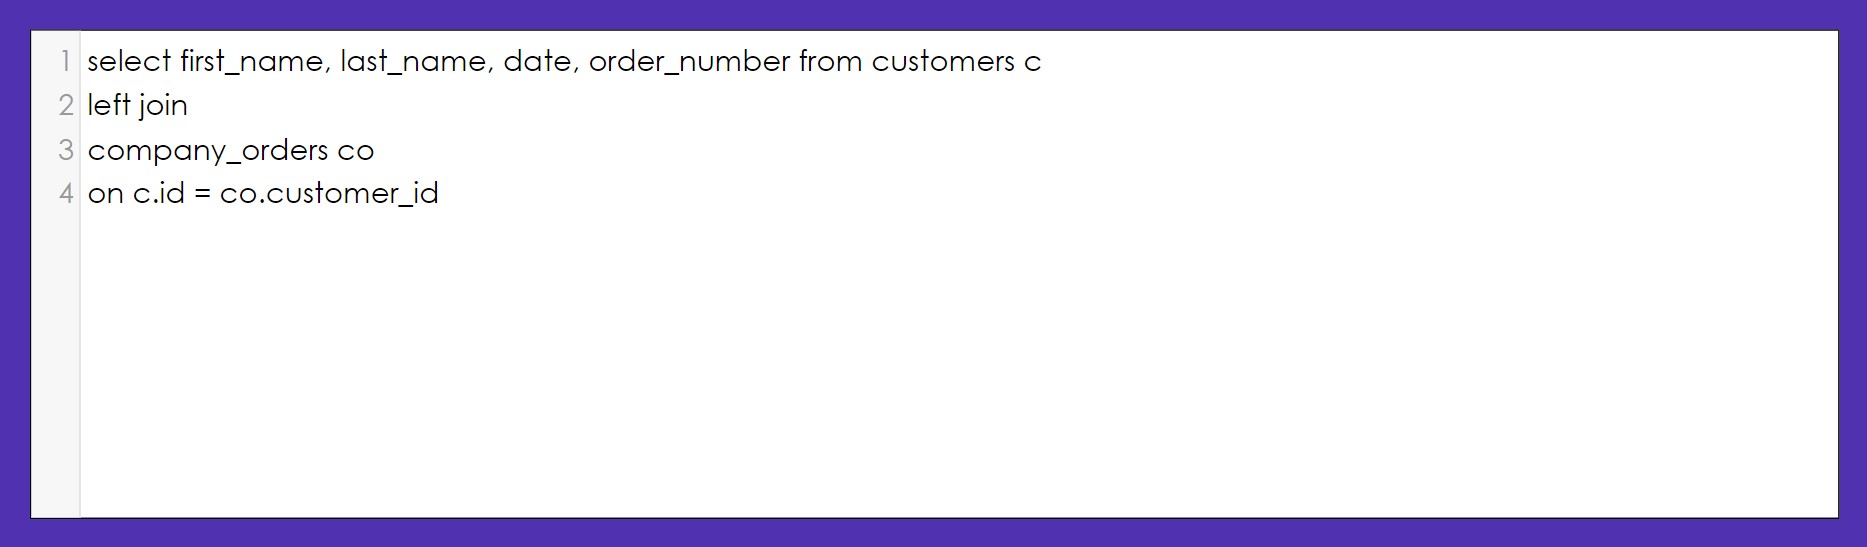 1 select first_name, last_name, date, order_number from customers c
2 left join
3 company_orders co
4 on c.id = co.customer_id